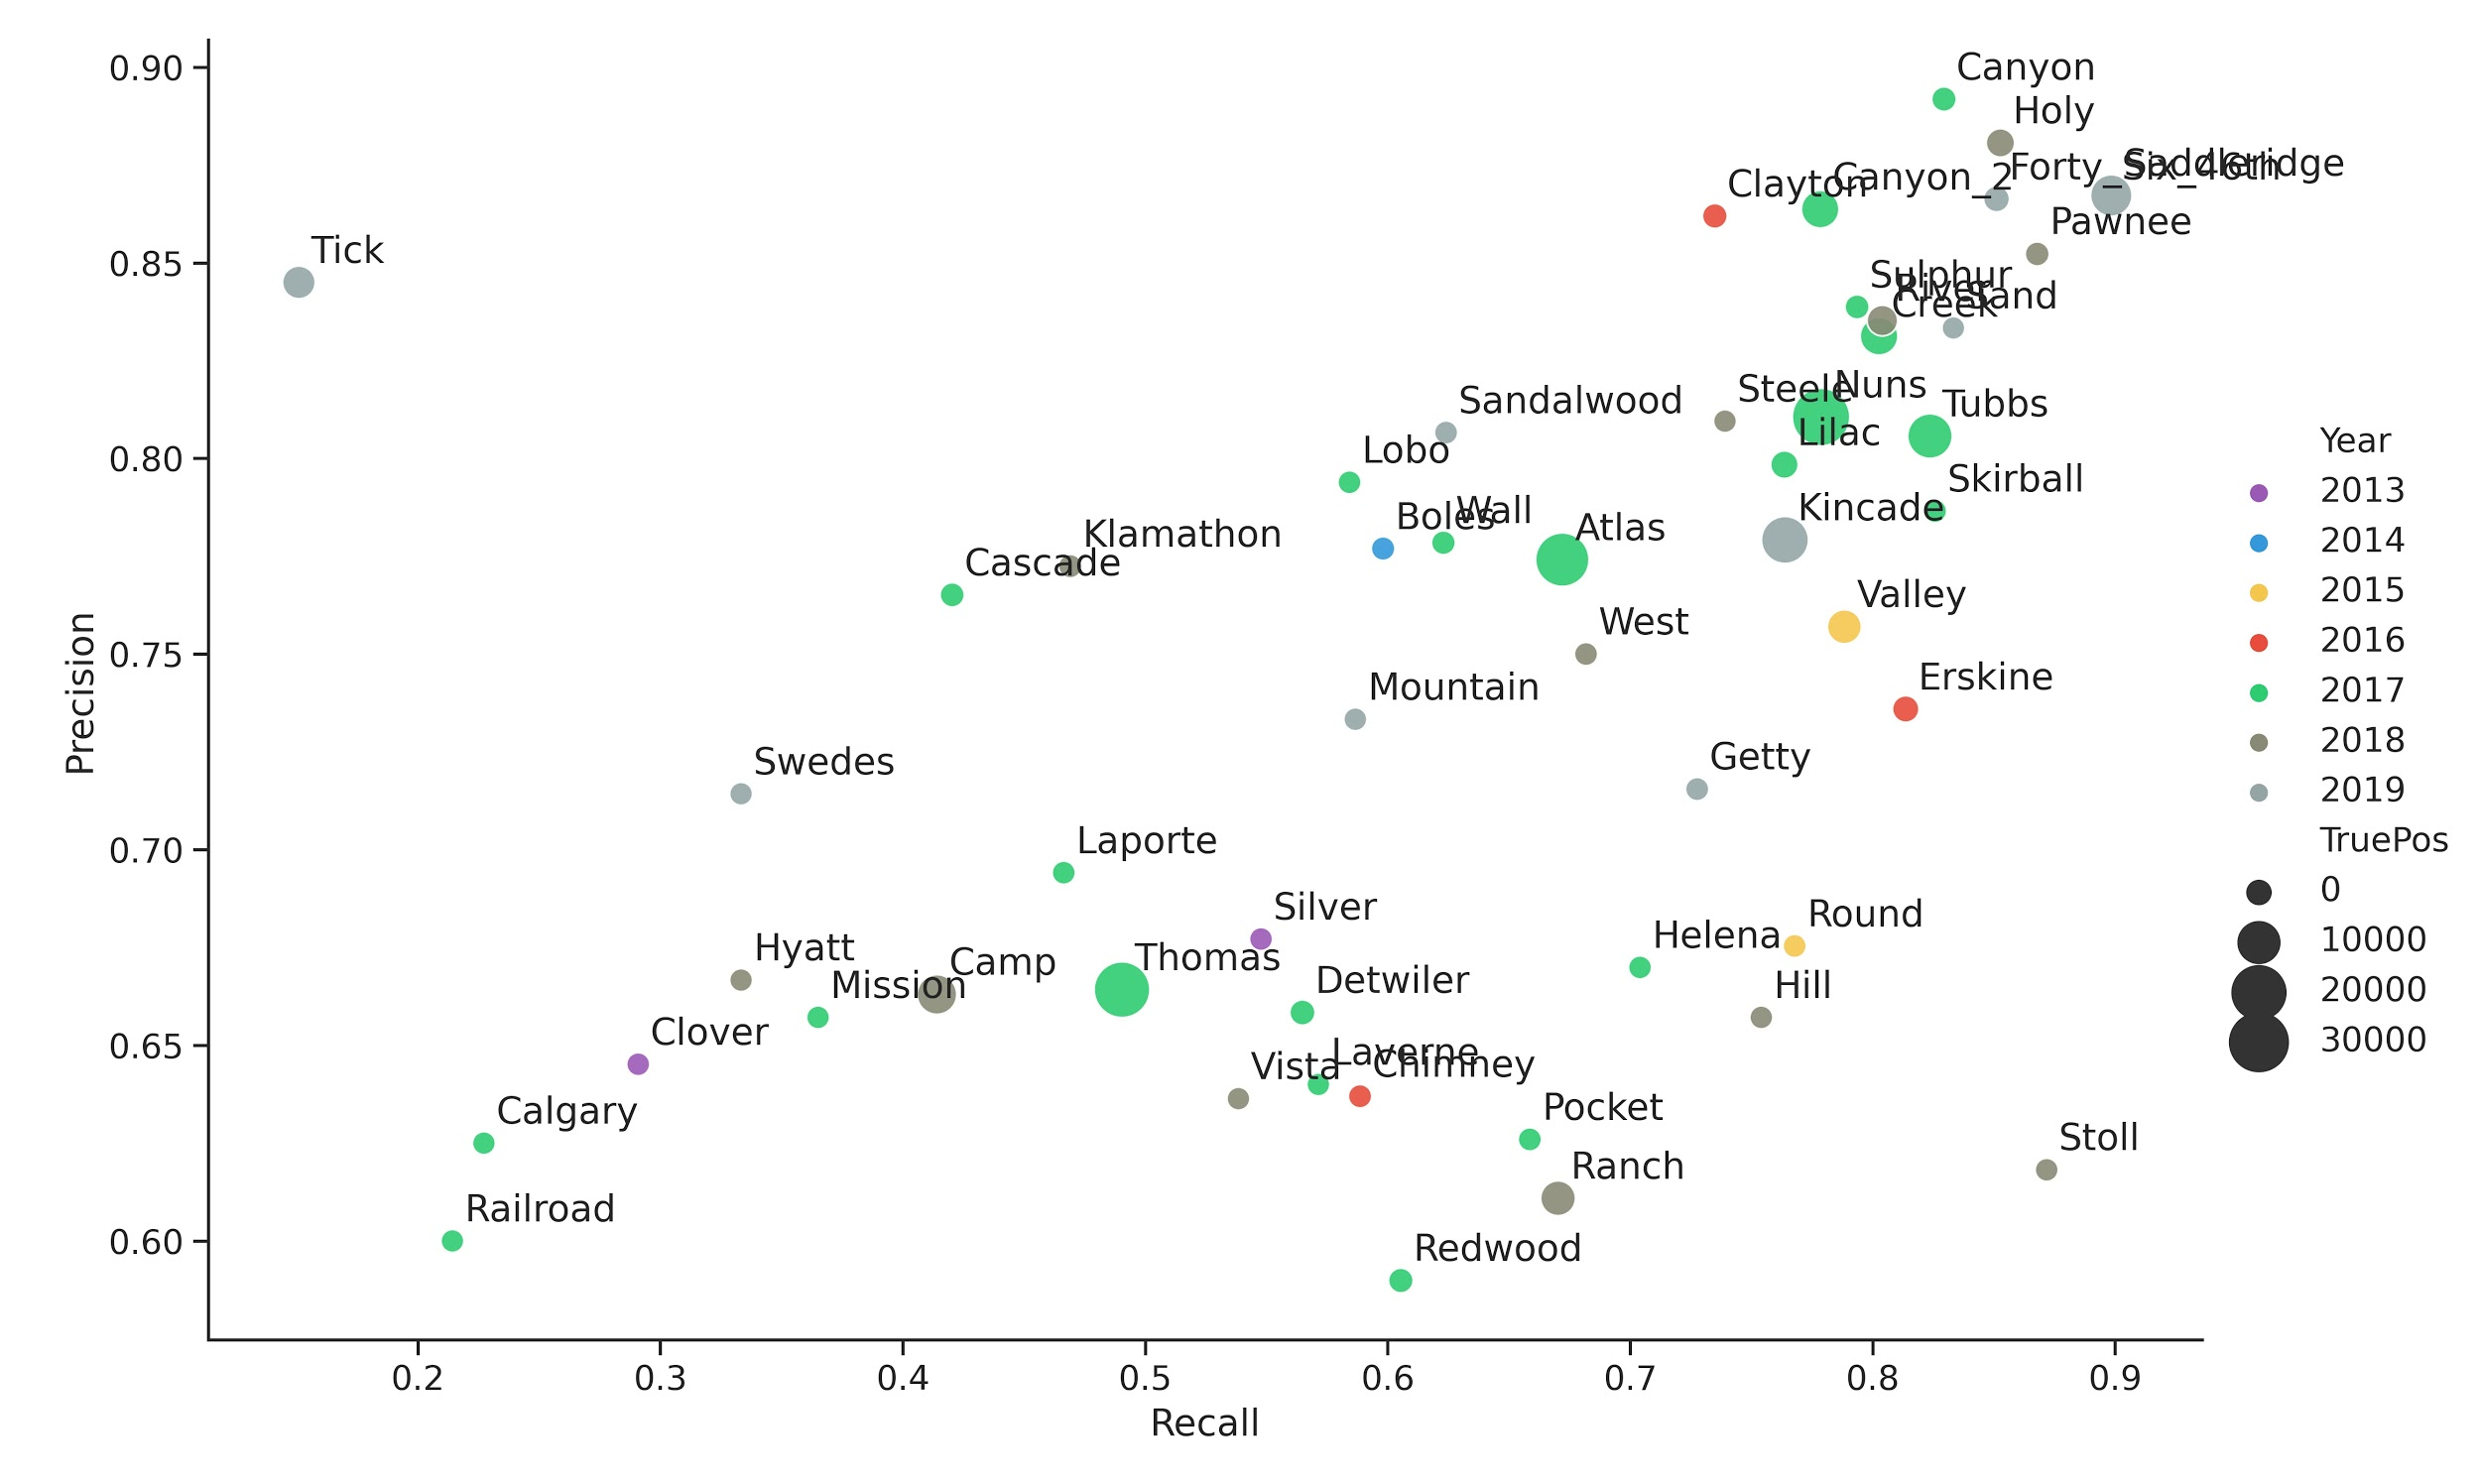 Canyon
0.90
Holy
Saddleridge
Forty_Six_46th
Canyon_2
Clayton
Pawnee
Tick
0.85
Sulphur
River
Sand
Creek
Nuns
Steele
Sandalwood
Tubbs
Lilac
Lobo
0.80
Skirball
Kincade
Wall
Boles
Atlas
Klamathon
Cascade
Valley
West
0.75
Erskine
Mountain
Getty
Swedes
0.70
Laporte
Silver
Round
Helena
Hyatt
Camp
Thomas
Detwiler
Mission
Hill
0.65
Clover
Laverne
Chimney
Vista
Calgary
Pocket
Stoll
Ranch
Railroad
0.60
Redwood
Precision
0.2 0.3 0.4 0.5 0.6 0.7 0.8 0.9
Recall
Year
2013
2014
2015
2016
2017
2018
2019
TruePos
0
10000
20000
30000